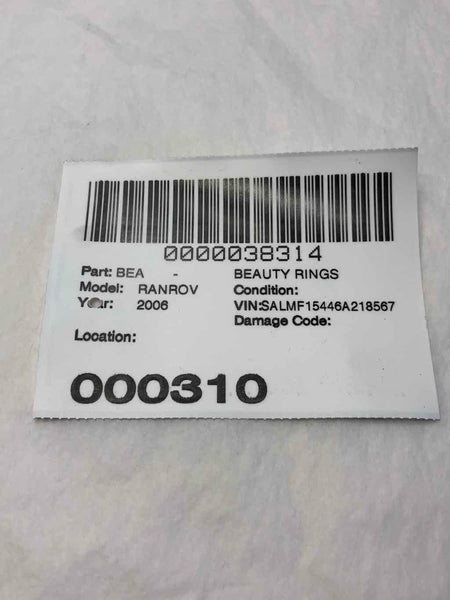 0000038314
Part: BEA - BEAUTY RINGS
Model: RANROV Condition:
Year: 2006 VIN:SALMF15446A218567
Damage Code:
Location:
000310